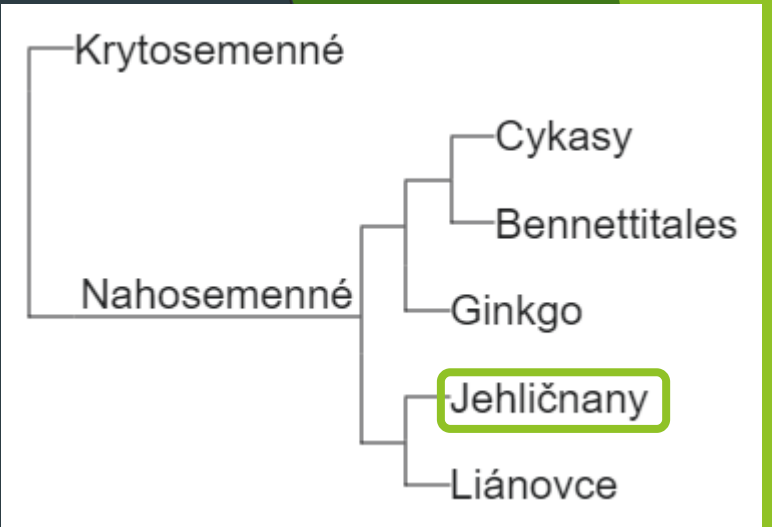 Krytosemenné
Cykasy
Bennettitales
Nahosemenné
Ginkgo
Jehličnany
Liánovce